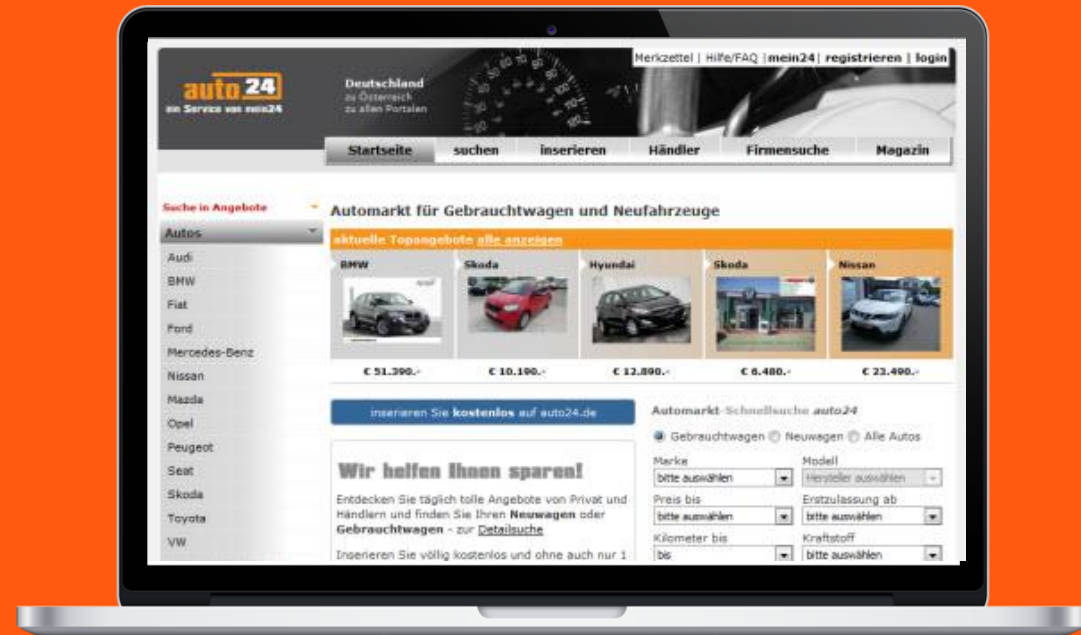 Merkzettel | Hilfe/FAQ | mein24 | registrieren | login
auto 24
ein Service von mein24
Deutschland
zu Österreich
zu allen Portalen
Startseite suchen inserieren Händler Firmensuche Magazin
Suche in Angebote
Autos
Audi
BMW
Fiat
Ford
Mercedes-Benz
Nissan
Mazda
Opel
Peugeot
Seat
Skoda
Toyota
VW
Automarkt für Gebrauchtwagen und Neufahrzeuge
aktuelle Topangebote alle anzeigen
BMW Skoda Hyundai Skoda Nissan
€ 51.390.- € 10.190.- € 12.890.- € 6.480.- € 23.490.-
inserieren Sie kostenlos auf auto24.de
Wir helfen Ihnen sparen!
Entdecken Sie täglich tolle Angebote von Privat und
Händlern und finden Sie Ihren Neuwagen oder
Gebrauchtwagen - zur Detailsuche
Inserieren Sie völlig kostenlos und ohne auch nur 1
Automarkt-Schnellsuche auto24
Gebrauchtwagen Neuwagen Alle Autos
Marke Modell
bitte auswählen Hersteller auswählen
Preis bis Erstzulassung ab
bitte auswählen bitte auswählen
Kilometer bis Kraftstoff
bis bitte auswählen